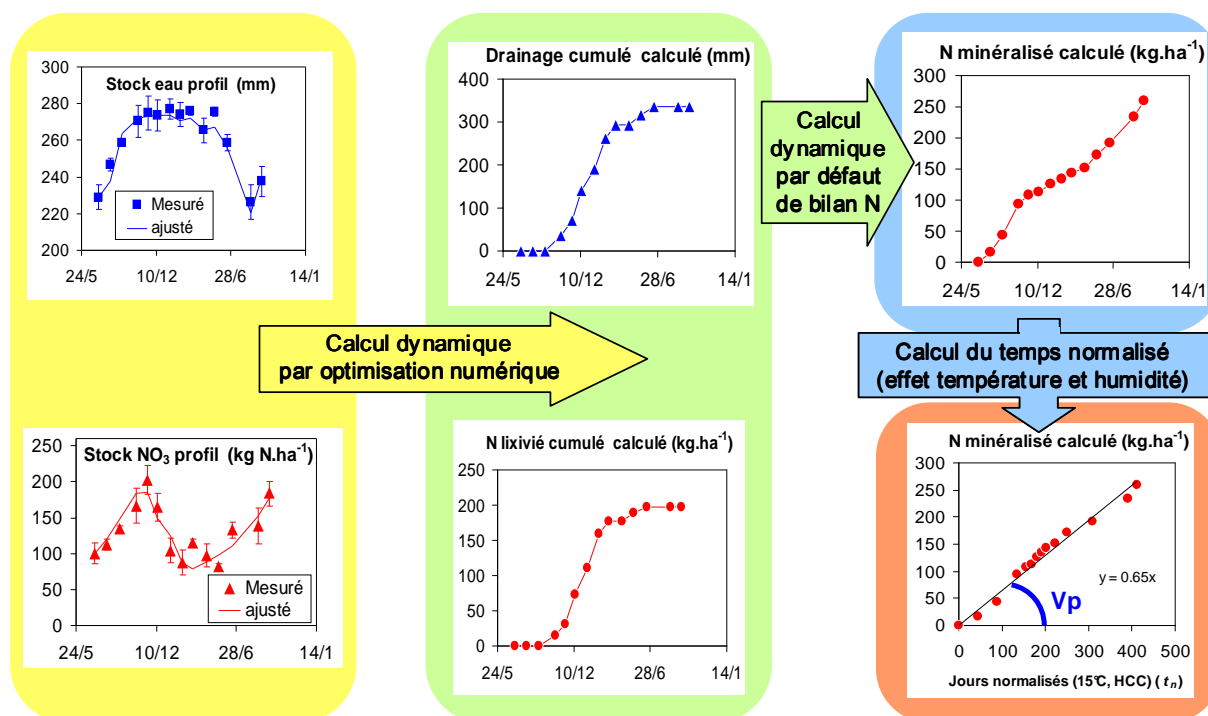 Stock eau profil (mm)
300
280
260
240
220
200
Mesuré
ajusté
24/5 10/12 28/6 14/1
Drainage cumulé calculé (mm)
400
300
200
100
0
24/5 10/12 28/6 14/1
Calcul
dynamique
par défaut
de bilan N
N minéralisé calculé (kg.ha-1)
300
250
200
150
100
50
0
24/5 10/12 28/6 14/1
Calcul dynamique
par optimisation numérique
Calcul du temps normalisé
(effet température et humidité)
Stock NO3 profil (kg N.ha-1)
250
200
150
100
50
0
Mesuré
ajusté
24/5 10/12 28/6 14/1
N lixivié cumulé calculé (kg.ha-1)
250
200
150
100
50
0
24/5 10/12 28/6 14/1
N minéralisé calculé (kg.ha-1)
300
250
200
150
100
50
0
y = 0.65x
Vp
0 100 200 300 400 500
Jours normalisés (15°C, HCC) ( tn)